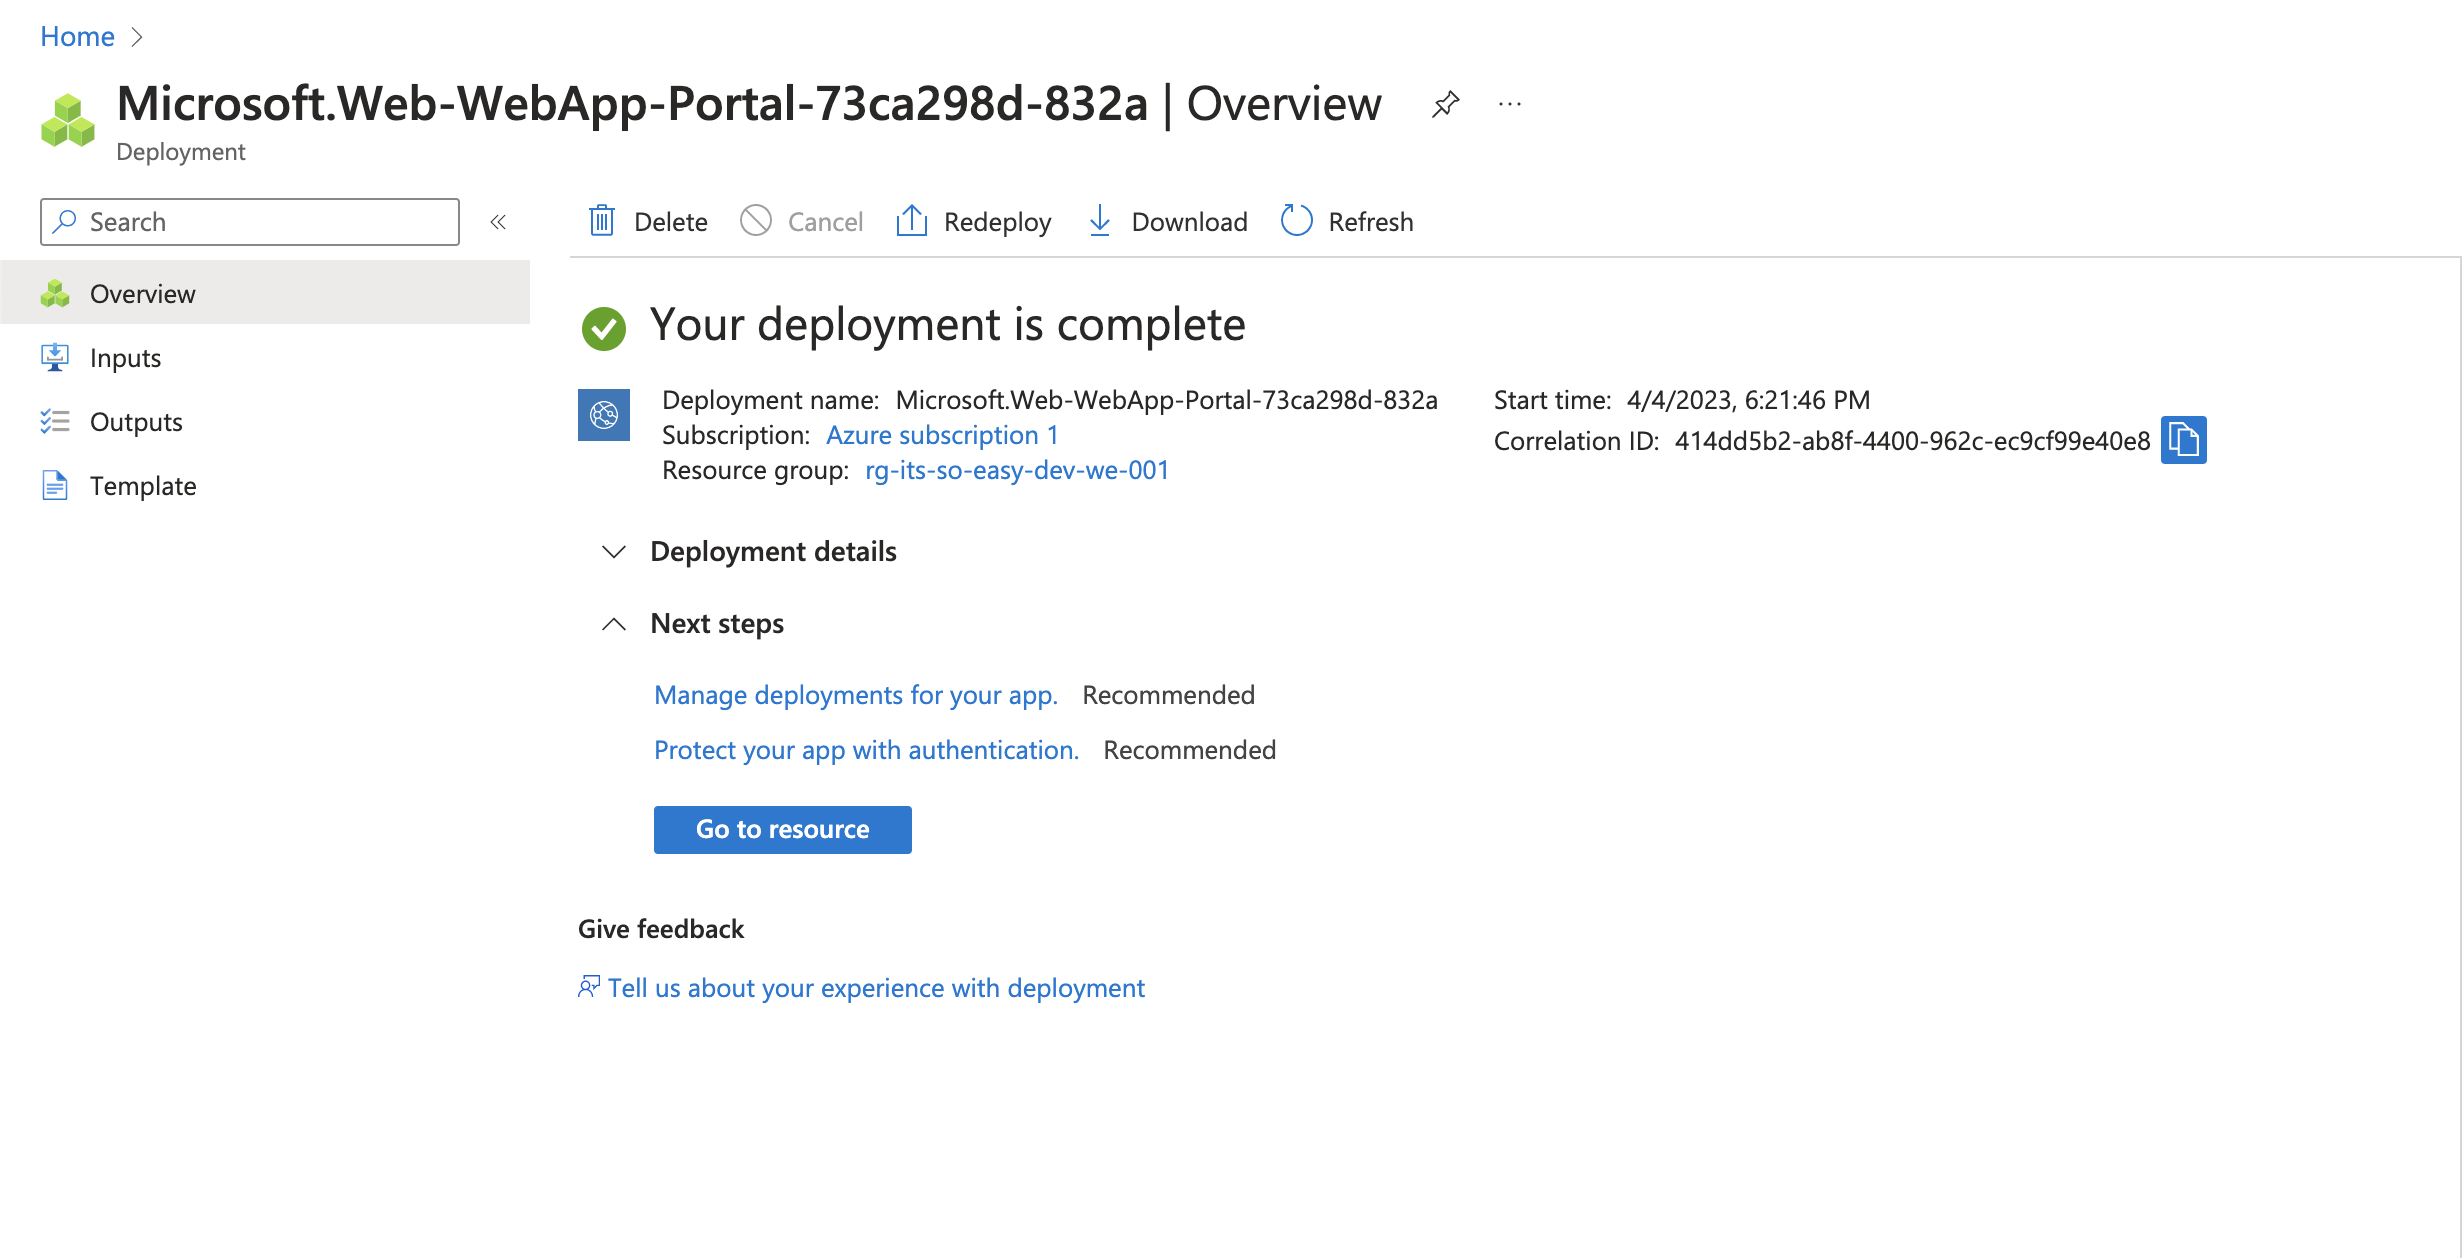 Home
Microsoft.Web-WebApp-Portal-73ca298d-832a | Overview
Deployment
Search
Delete Cancel Redeploy Download Refresh
Overview
Inputs
Outputs
Template
Your deployment is complete
Deployment name: Microsoft.Web-WebApp-Portal-73ca298d-832a
Subscription: Azure subscription 1
Resource group: rg-its-so-easy-dev-we-001
Start time: 4/4/2023, 6:21:46 PM
Correlation ID: 414dd5b2-ab8f-4400-962c-ec9cf99e40e8
Deployment details
Next steps
Manage deployments for your app. Recommended
Protect your app with authentication. Recommended
Go to resource
Give feedback
Tell us about your experience with deployment